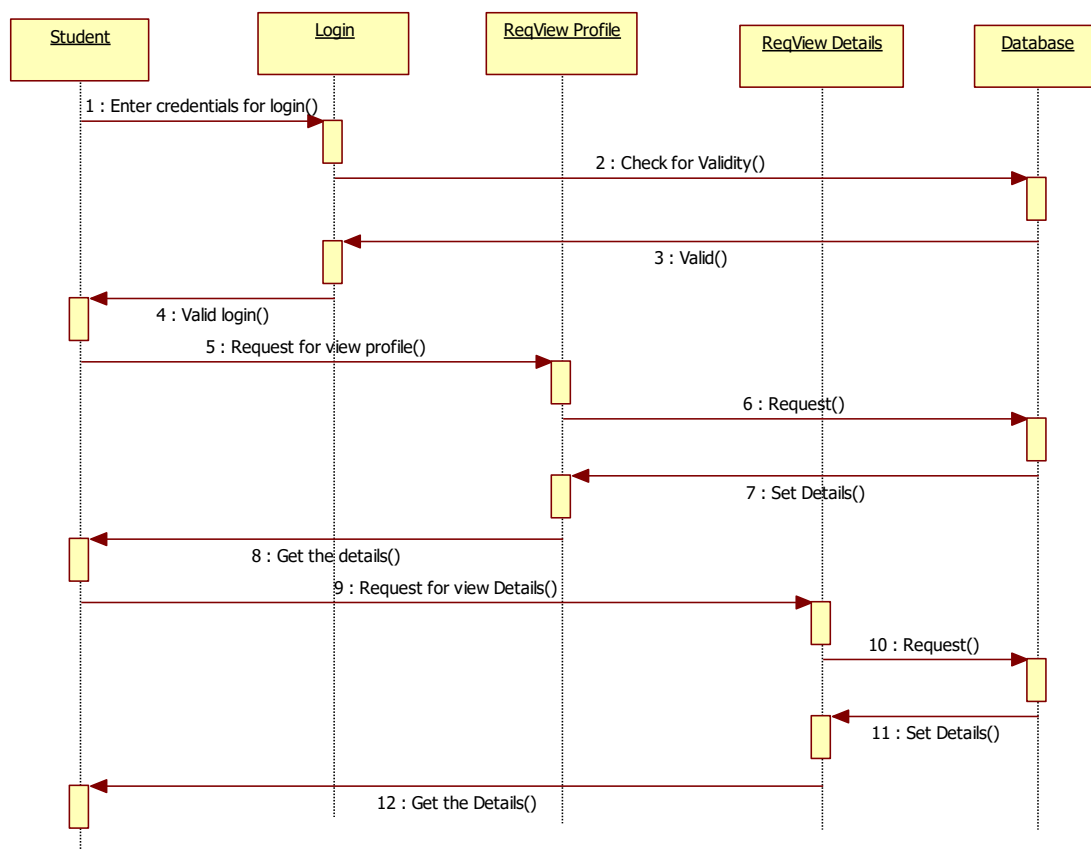 Student
Login
ReqView Profile
ReqView Details
Database
1 : Enter credentials for login()
2 : Check for Validity()
3 : Valid()
4 : Valid login()
5 : Request for view profile()
6 : Request()
7 : Set Details()
8 : Get the details()
9 : Request for view Details()
10 : Request()
11 : Set Details()
12 : Get the Details()